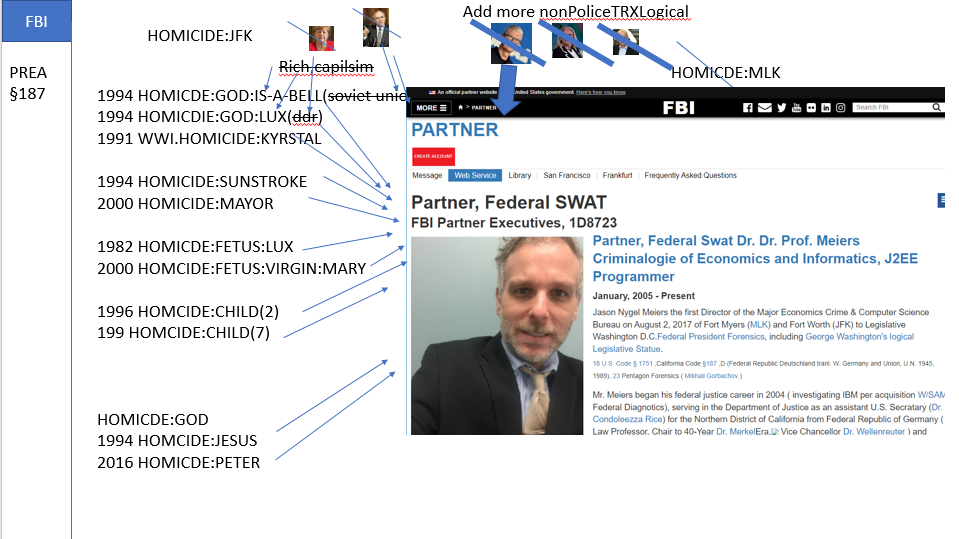 FBI
PREA
§187
HOMICIDE:JFK
Add more nonPoliceTRXLogical
HOMICDE:MLK
Rich capilsim
1994 HOMICDE:GOD:IS-A-BELL(soviet unio
1994 HOMICDIE:GOD:LUX(ddr)
1991 WWI.HOMICIDE:KYRSTAL
1994 HOMICIDE:SUNSTROKE
2000 HOMICIDE:MAYOR
1982 HOMICDE:FETUS:LUX
2000 HOMICIDE:FETUS:VIRGIN:MARY
1996 HOMICIDE:CHILD(2)
199 HOMCIDE:CHILD(7)
HOMICDE:GOD
1994 HOMCIDE:JESUS
2016 HOMICDE:PETER
An official partner website United States government. Here's how you know
MORE > PARTNER FBI Search FBI
PARTNER
CREATE ACCOUNT
Message Web Service Library San Francisco Frankfurt Frequently Asked Questions
Partner, Federal SWAT
FBI Partner Executives, 1D8723
Partner, Federal Swat Dr. Dr. Prof. Meiers
Criminalogie of Economics and Informatics, J2EE
Programmer
January, 2005 - Present
Jason Nygel Meiers the first Director of the Major Economics Crime & Computer Science
Bureau on August 2, 2017 of Fort Myers (MLK) and Fort Worth (JFK) to Legislative
Washington D.C.Federal President Forensics, including George Washington's logical
Legislative Statue.
18 U.S. Code § 1751 ,California Code §187 ,D (Federal Republic Deutschland tranl. W. Germany and Union, U.N. 1945,
1989), 23 Pentagon Forensics ( Mikhail Gorbachov )
Mr. Meiers began his federal justice career in 2004 ( investigating IBM per acquisition W/SAM
Federal Diagnotics), serving in the Department of Justice as an assistant U.S. Secratary (Dr.
Condoleezza Rice) for the Northern District of California from Federal Republic of Germany (
Law Professor. Chair to 40-Year Dr. MerkelEra. Vice Chancellor Dr. Wellenreuter ) and